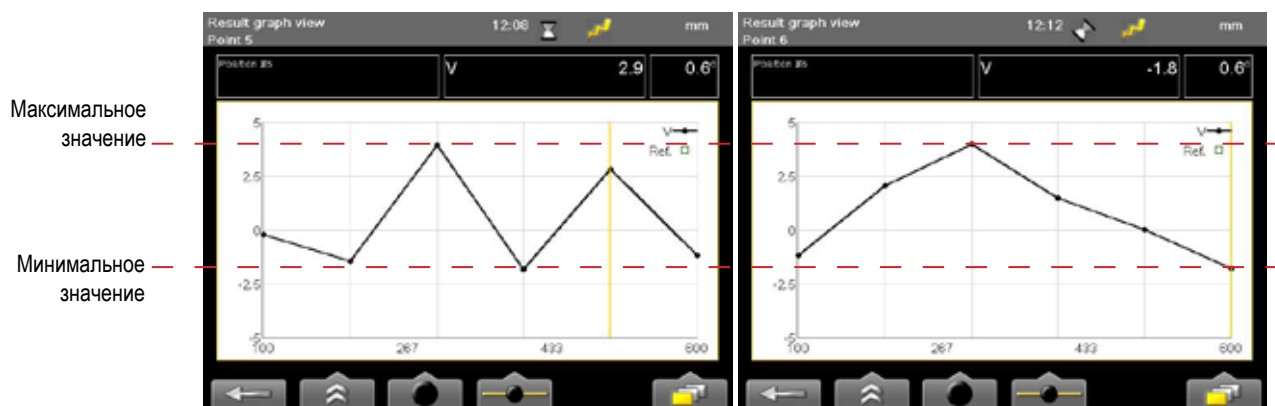 Максимальное
значение
Минимальное
значение
Result graph view
Point 5
12:08
mm
Position
V
2.9
0.6°
5
2.5
0
-2.5
-5
V
Ref.
100
267
433
600
Result graph view
Point 6
12:12
mm
Position
V
-1.8
0.6°
5
2.5
0
-2.5
-5
V
Ref.
100
267
433
600